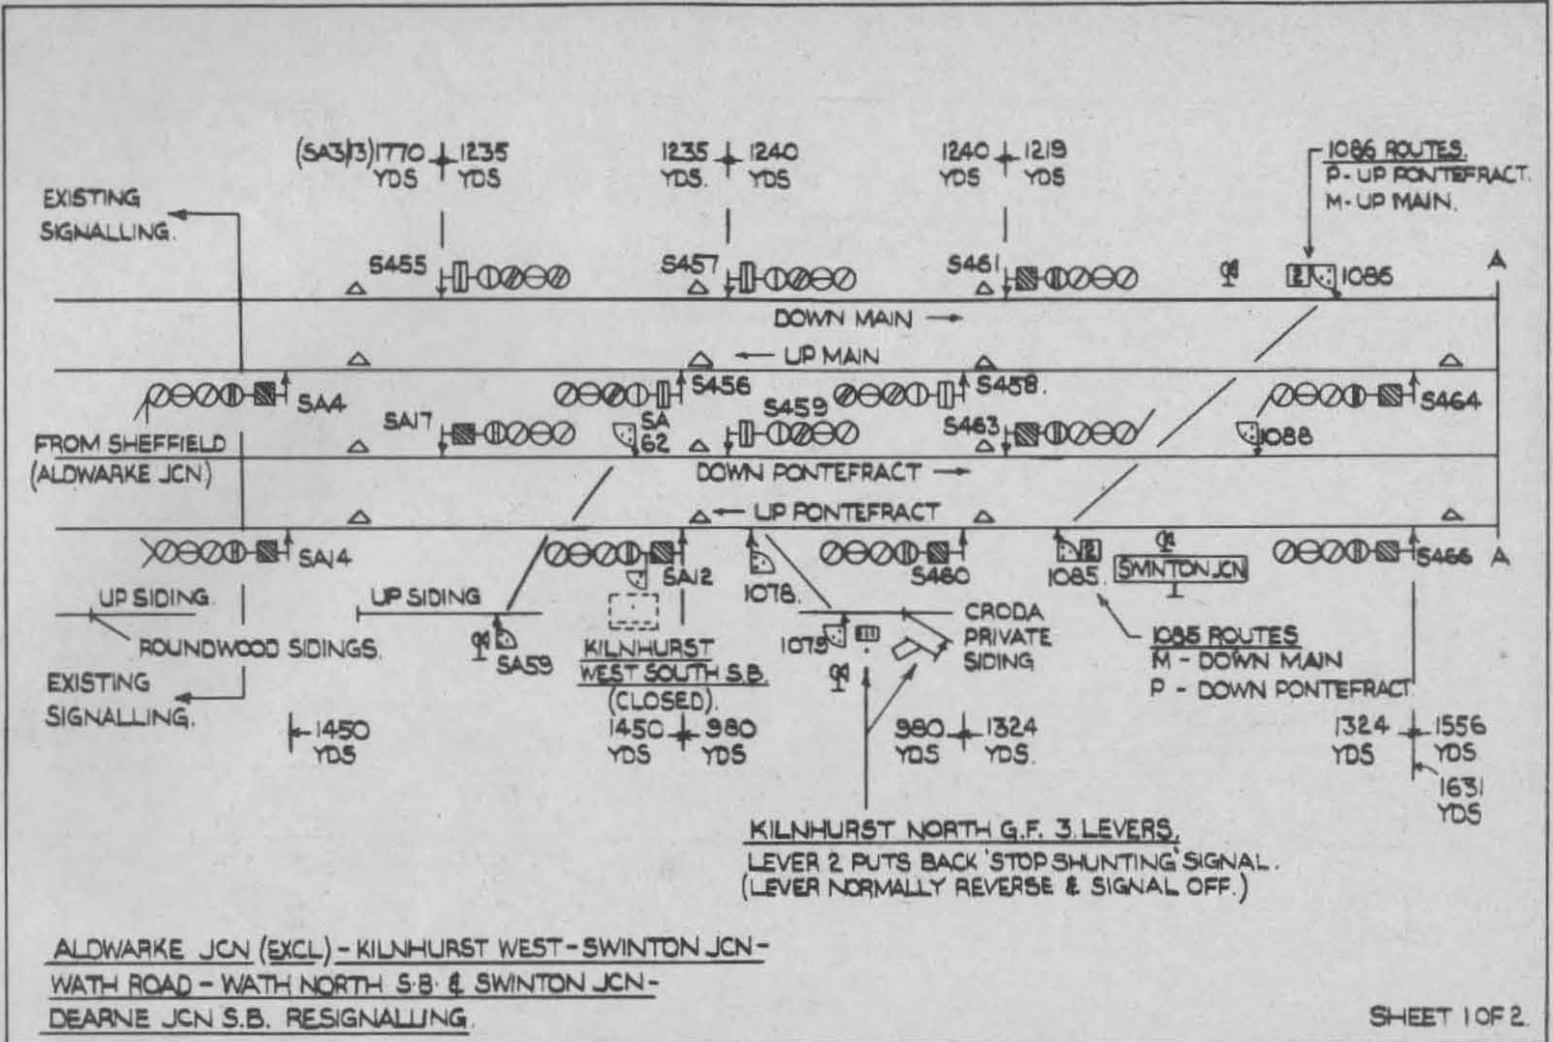 (SA3/3)1770 1235
YDS YDS
1235 1240
YDS. YDS
1240 1219
YDS YDS
1086 ROUTES.
P - UP PONTEFRACT.
M - UP MAIN.
EXISTING
SIGNALLING.
S455
S457
S461
2
1086
A
DOWN MAIN →
← UP MAIN
SA4
S456
S458.
S464
SA17
SA
62
S459
S463
1088
FROM SHEFFIELD
(ALDWARKE JCN.)
DOWN PONTEFRACT →
← UP PONTEFRACT
SA14
SA12
1078.
S460
1085.
2
SWINTON JCN
S466
A
UP SIDING.
UP SIDING
ROUNDWOOD SIDINGS.
SA59
KILNHURST
WEST SOUTH S.B.
(CLOSED).
1079
CRODA
PRIVATE
SIDING
1085 ROUTES
M - DOWN MAIN
P - DOWN PONTEFRACT
EXISTING
SIGNALLING.
1450
YDS
1450 980
YDS YDS
980 1324
YDS YDS.
1324 1556
YDS YDS
1631
YDS
KILNHURST NORTH G.F. 3 LEVERS.
LEVER 2 PUTS BACK 'STOP SHUNTING' SIGNAL.
(LEVER NORMALLY REVERSE & SIGNAL OFF.)
ALDWARKE JCN (EXCL) - KILNHURST WEST - SWINTON JCN -
WATH ROAD - WATH NORTH S.B. & SWINTON JCN -
DEARNE JCN S.B. RESIGNALLING.
SHEET 1 OF 2.